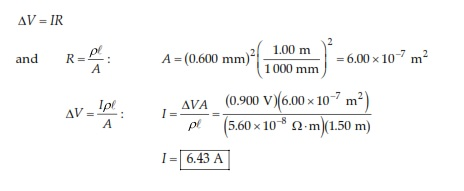 ΔV = IR
and R = ρℓ/A : A = (0.600 mm)²(1.00 m/1 000 mm)² = 6.00 × 10⁻⁷ m²
ΔV = Iρℓ/A : I = ΔVA/ρℓ = (0.900 V)(6.00 × 10⁻⁷ m²)/(5.60 × 10⁻⁸ Ω·m)(1.50 m)
I = 6.43 A